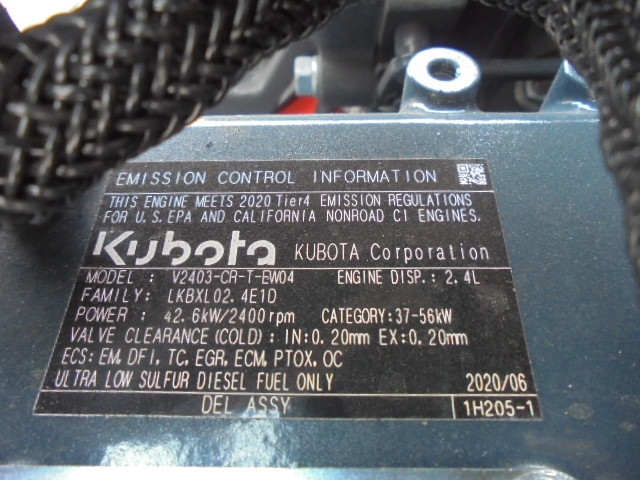 EMISSION CONTROL INFORMATION
THIS ENGINE MEETS 2020 Tier4 EMISSION REGULATIONS
FOR U.S. EPA AND CALIFORNIA NONROAD CI ENGINES.
Kubota KUBOTA Corporation
MODEL : V2403-CR-T-EW04 ENGINE DISP.: 2.4L
FAMILY: LKBXL02.4E1D
POWER : 42.6kW/2400rpm CATEGORY:37-56kW
VALVE CLEARANCE(COLD) : IN:0.20mm EX:0.20mm
ECS: EM, DFI, TC, EGR, ECM, PTOX, OC
ULTRA LOW SULFUR DIESEL FUEL ONLY 2020/06
DEL ASSY 1H205-1